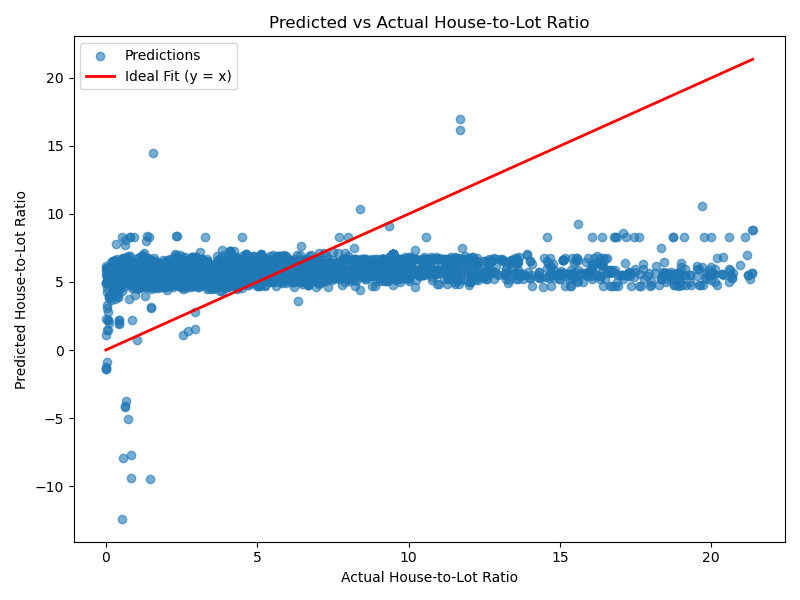 Predicted vs Actual House-to-Lot Ratio
Predictions
Ideal Fit (y = x)
20
15
10
5
0
−5
−10
Predicted House-to-Lot Ratio
0 5 10 15 20
Actual House-to-Lot Ratio